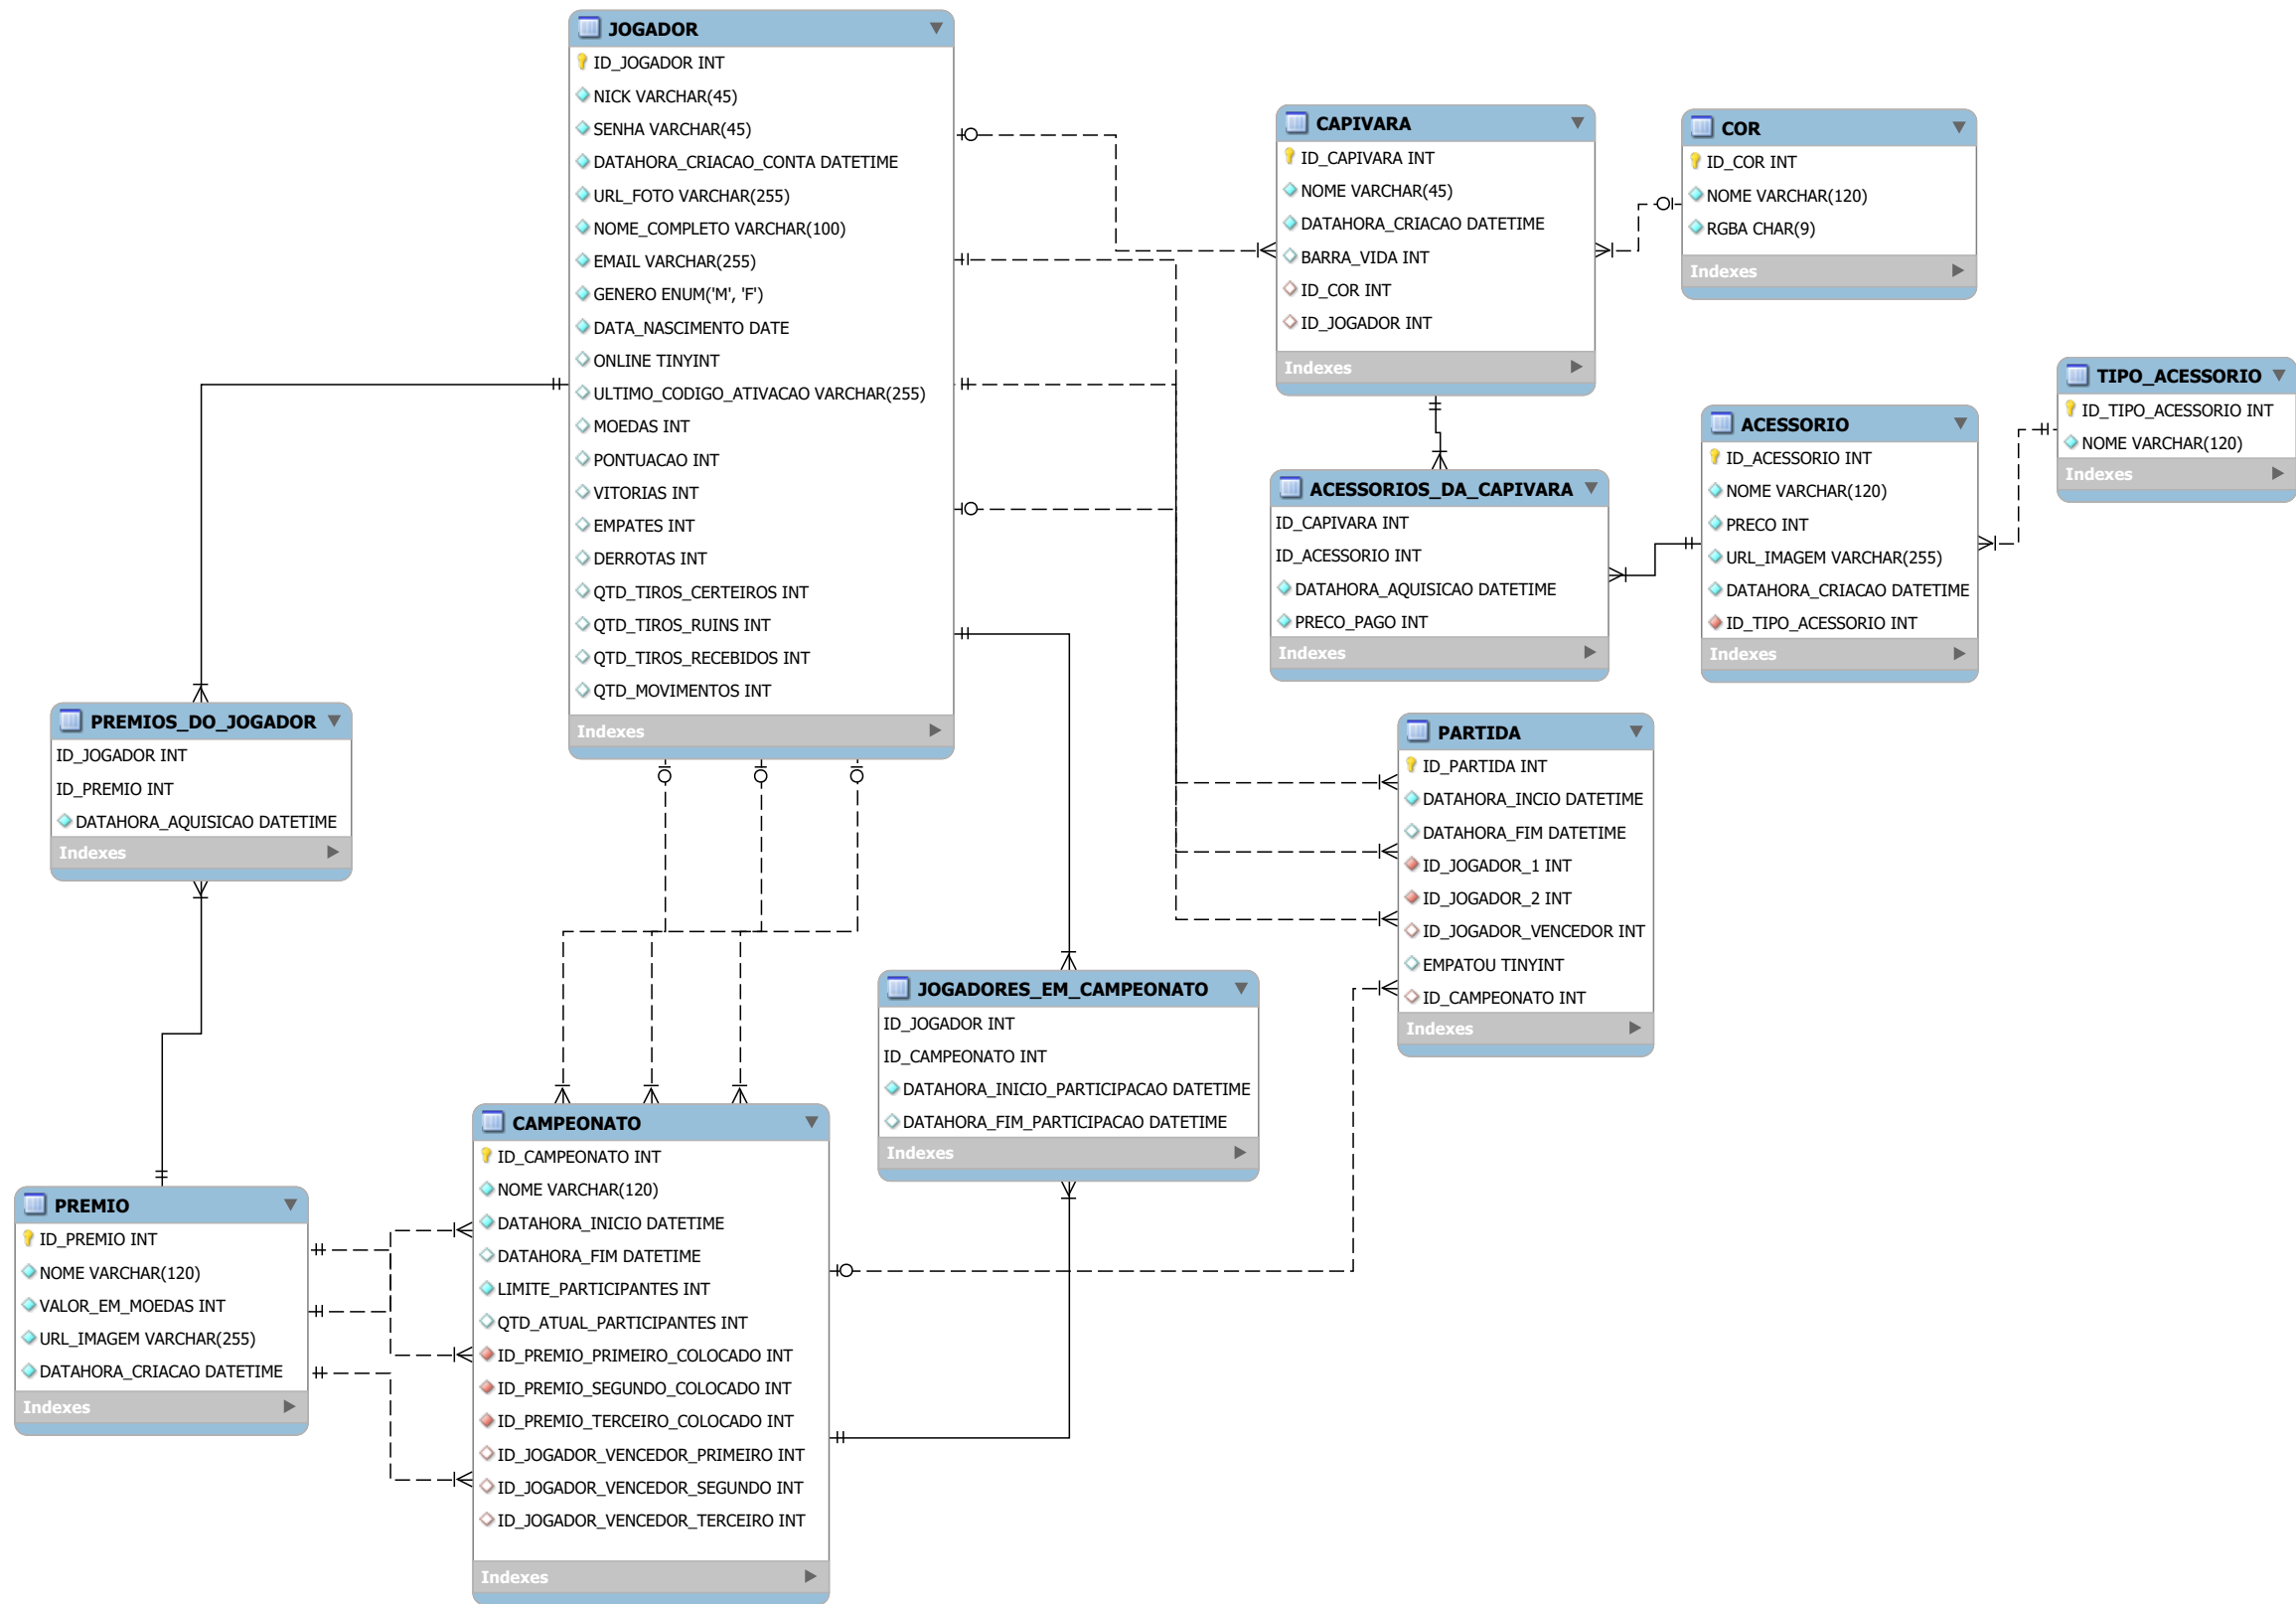 JOGADOR
ID_JOGADOR INT
NICK VARCHAR(45)
SENHA VARCHAR(45)
DATAHORA_CRIACAO_CONTA DATETIME
URL_FOTO VARCHAR(255)
NOME_COMPLETO VARCHAR(100)
EMAIL VARCHAR(255)
GENERO ENUM('M', 'F')
DATA_NASCIMENTO DATE
ONLINE TINYINT
ULTIMO_CODIGO_ATIVACAO VARCHAR(255)
MOEDAS INT
PONTUACAO INT
VITORIAS INT
EMPATES INT
DERROTAS INT
QTD_TIROS_CERTEIROS INT
QTD_TIROS_RUINS INT
QTD_TIROS_RECEBIDOS INT
QTD_MOVIMENTOS INT
Indexes
CAPIVARA
ID_CAPIVARA INT
NOME VARCHAR(45)
DATAHORA_CRIACAO DATETIME
BARRA_VIDA INT
ID_COR INT
ID_JOGADOR INT
Indexes
COR
ID_COR INT
NOME VARCHAR(120)
RGBA CHAR(9)
Indexes
TIPO_ACESSORIO
ID_TIPO_ACESSORIO INT
NOME VARCHAR(120)
Indexes
ACESSORIO
ID_ACESSORIO INT
NOME VARCHAR(120)
PRECO INT
URL_IMAGEM VARCHAR(255)
DATAHORA_CRIACAO DATETIME
ID_TIPO_ACESSORIO INT
Indexes
ACESSORIOS_DA_CAPIVARA
ID_CAPIVARA INT
ID_ACESSORIO INT
DATAHORA_AQUISICAO DATETIME
PRECO_PAGO INT
Indexes
PREMIOS_DO_JOGADOR
ID_JOGADOR INT
ID_PREMIO INT
DATAHORA_AQUISICAO DATETIME
Indexes
PARTIDA
ID_PARTIDA INT
DATAHORA_INCIO DATETIME
DATAHORA_FIM DATETIME
ID_JOGADOR_1 INT
ID_JOGADOR_2 INT
ID_JOGADOR_VENCEDOR INT
EMPATOU TINYINT
ID_CAMPEONATO INT
Indexes
JOGADORES_EM_CAMPEONATO
ID_JOGADOR INT
ID_CAMPEONATO INT
DATAHORA_INICIO_PARTICIPACAO DATETIME
DATAHORA_FIM_PARTICIPACAO DATETIME
Indexes
CAMPEONATO
ID_CAMPEONATO INT
NOME VARCHAR(120)
DATAHORA_INICIO DATETIME
DATAHORA_FIM DATETIME
LIMITE_PARTICIPANTES INT
QTD_ATUAL_PARTICIPANTES INT
ID_PREMIO_PRIMEIRO_COLOCADO INT
ID_PREMIO_SEGUNDO_COLOCADO INT
ID_PREMIO_TERCEIRO_COLOCADO INT
ID_JOGADOR_VENCEDOR_PRIMEIRO INT
ID_JOGADOR_VENCEDOR_SEGUNDO INT
ID_JOGADOR_VENCEDOR_TERCEIRO INT
Indexes
PREMIO
ID_PREMIO INT
NOME VARCHAR(120)
VALOR_EM_MOEDAS INT
URL_IMAGEM VARCHAR(255)
DATAHORA_CRIACAO DATETIME
Indexes